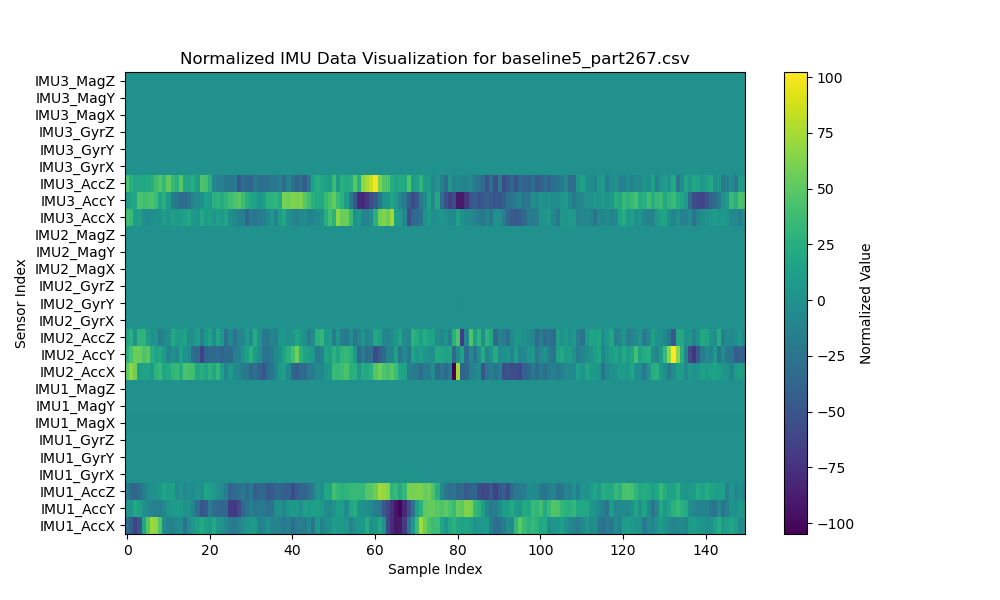 Normalized IMU Data Visualization for baseline5_part267.csv
IMU3_MagZ
IMU3_MagY
IMU3_MagX
IMU3_GyrZ
IMU3_GyrY
IMU3_GyrX
IMU3_AccZ
IMU3_AccY
IMU3_AccX
IMU2_MagZ
IMU2_MagY
IMU2_MagX
IMU2_GyrZ
IMU2_GyrY
IMU2_GyrX
IMU2_AccZ
IMU2_AccY
IMU2_AccX
IMU1_MagZ
IMU1_MagY
IMU1_MagX
IMU1_GyrZ
IMU1_GyrY
IMU1_GyrX
IMU1_AccZ
IMU1_AccY
IMU1_AccX
Sensor Index
0 20 40 60 80 100 120 140
Sample Index
100
75
50
25
0
−25
−50
−75
−100
Normalized Value